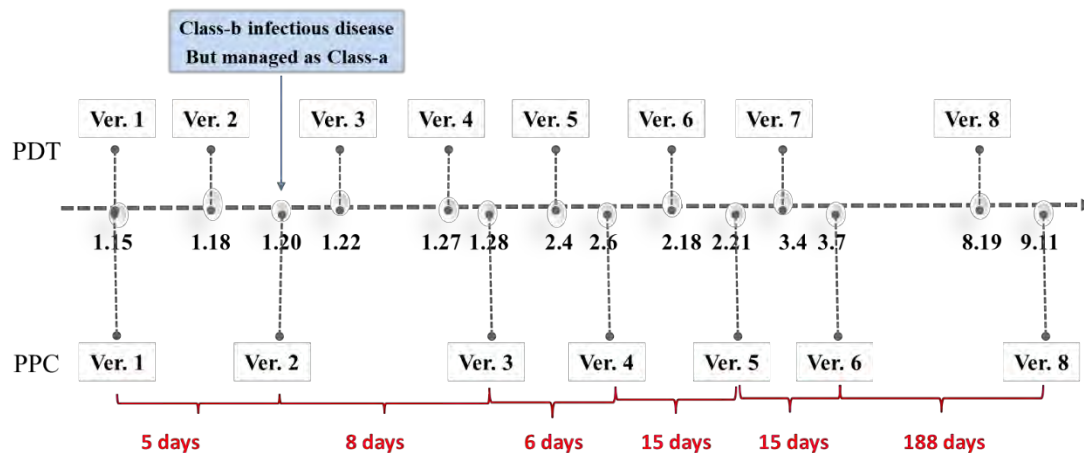 Class-b infectious disease
But managed as Class-a
Ver. 1 Ver. 2 Ver. 3 Ver. 4 Ver. 5 Ver. 6 Ver. 7 Ver. 8
PDT
1.15 1.18 1.20 1.22 1.27 1.28 2.4 2.6 2.18 2.21 3.4 3.7 8.19 9.11
PPC
Ver. 1 Ver. 2 Ver. 3 Ver. 4 Ver. 5 Ver. 6 Ver. 8
5 days 8 days 6 days 15 days 15 days 188 days